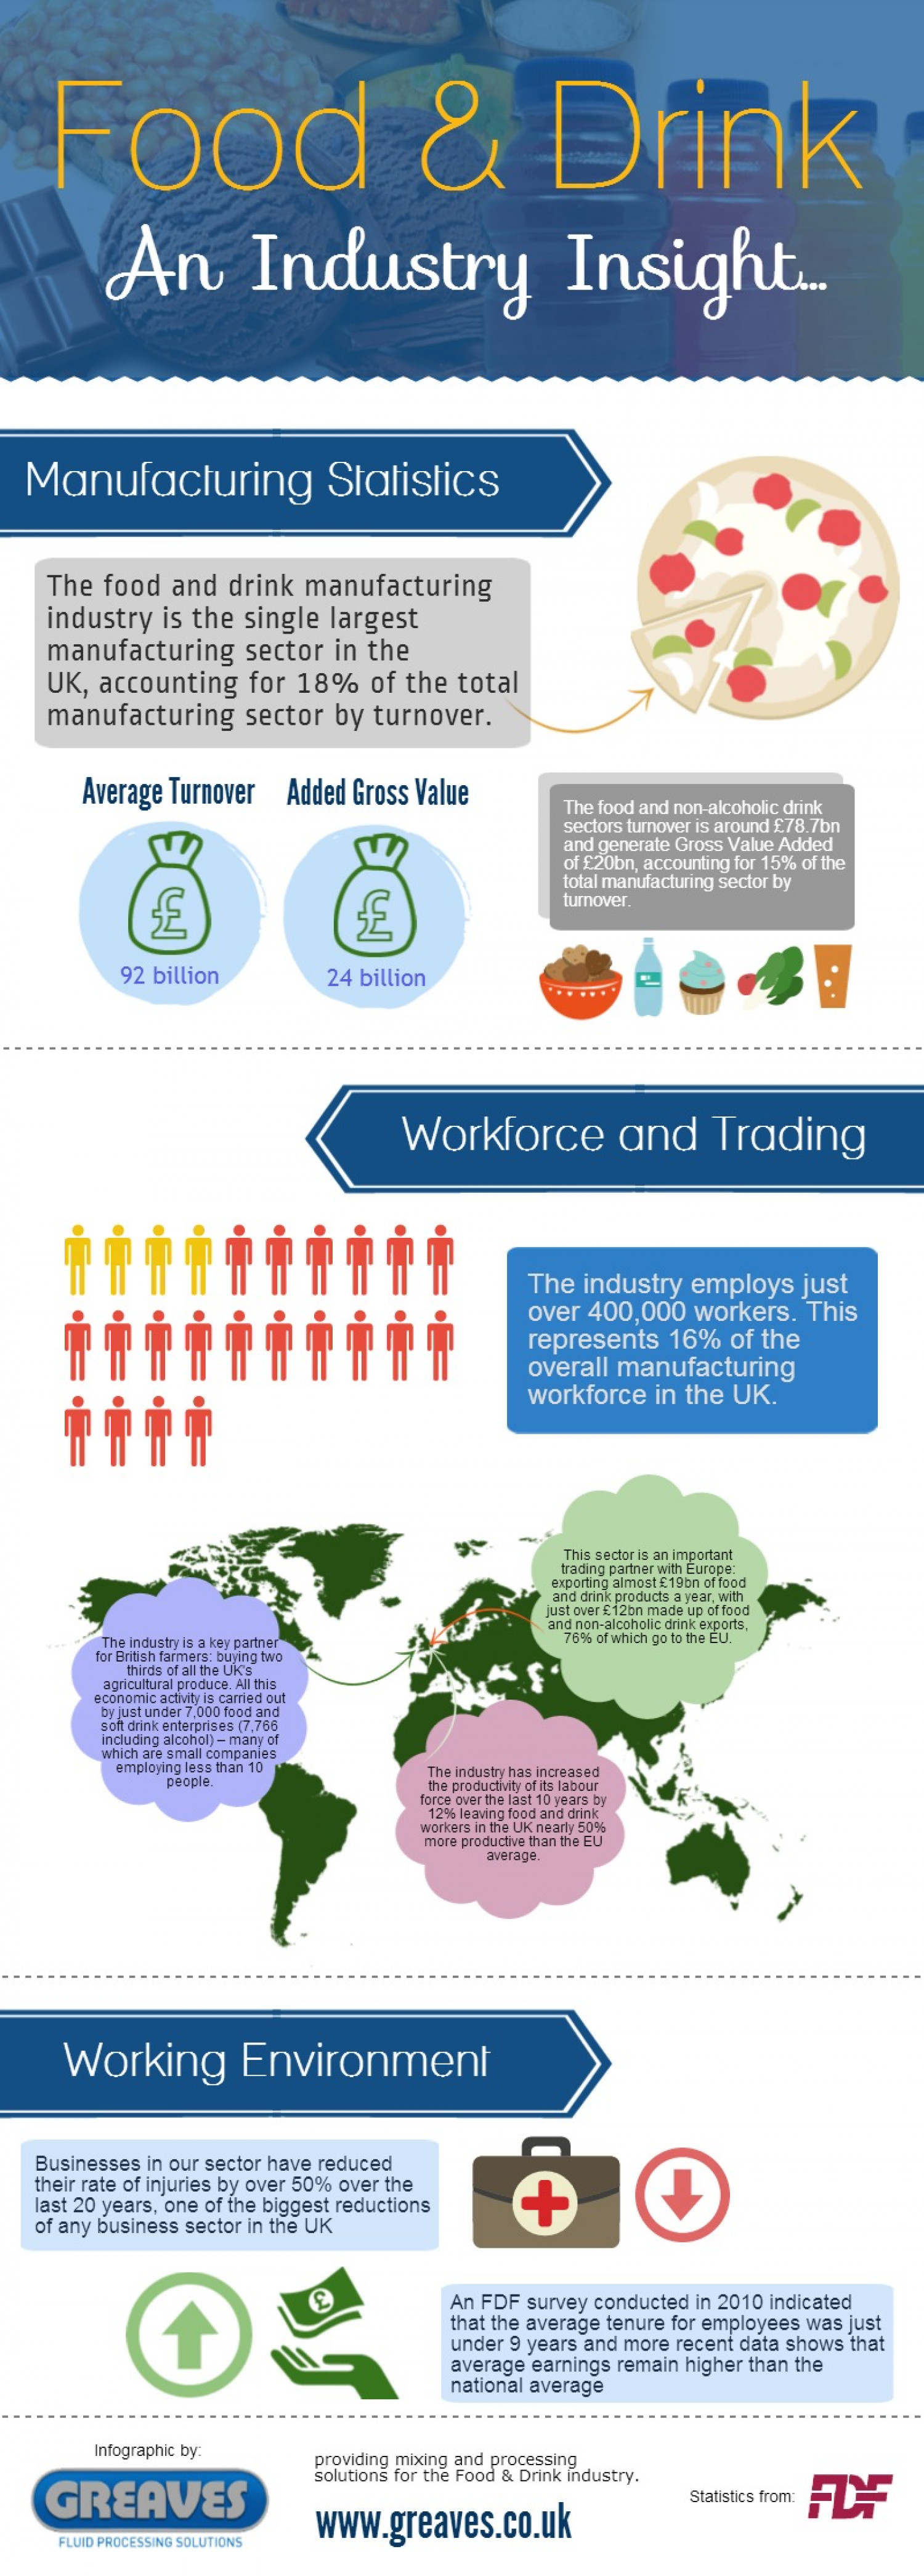 Food & Drink
An Industry Insight...
Manufacturing Statistics
The food and drink manufacturing
industry is the single largest
manufacturing sector in the
UK, accounting for 18% of the total
manufacturing sector by turnover.
Average Turnover
Added Gross Value
£
£
92 billion
24 billion
The food and non-alcoholic drink
sectors turnover is around £78.7bn
and generate Gross Value Added
of £20bn, accounting for 15% of the
total manufacturing sector by
turnover.
Workforce and Trading
The industry employs just
over 400,000 workers. This
represents 16% of the
overall manufacturing
workforce in the UK.
This sector is an important
trading partner with Europe:
exporting almost £19bn of food
and drink products a year, with
just over £12bn made up of food
and non-alcoholic drink exports,
76% of which go to the EU.
The industry is a key partner
for British farmers: buying two
thirds of all the UK's
agricultural produce. All this
economic activity is carried out
by just under 7,000 food and
soft drink enterprises (7,766
including alcohol) – many of
which are small companies
employing less than 10
people.
The industry has increased
the productivity of its labour
force over the last 10 years by
12% leaving food and drink
workers in the UK nearly 50%
more productive than the EU
average.
Working Environment
Businesses in our sector have reduced
their rate of injuries by over 50% over the
last 20 years, one of the biggest reductions
of any business sector in the UK
£
An FDF survey conducted in 2010 indicated
that the average tenure for employees was just
under 9 years and more recent data shows that
average earnings remain higher than the
national average
Infographic by:
GREAVES
FLUID PROCESSING SOLUTIONS
providing mixing and processing
solutions for the Food & Drink industry.
www.greaves.co.uk
Statistics from:
FDF